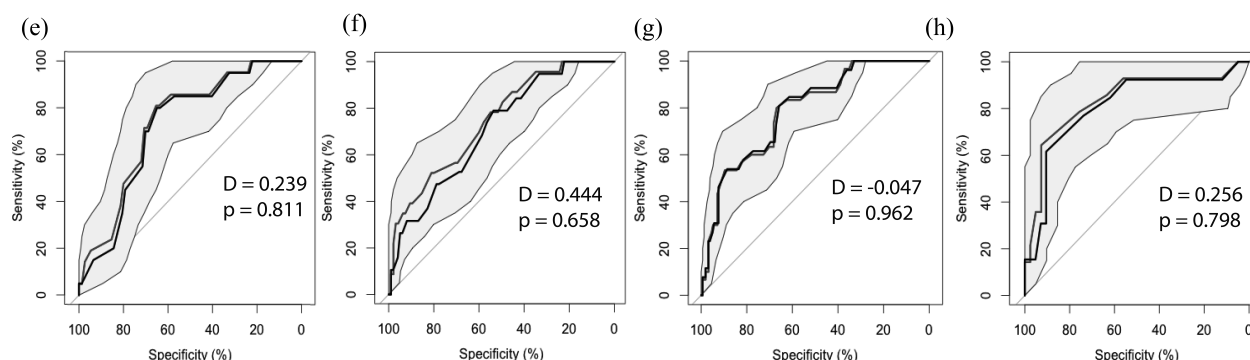 (e)
(f)
(g)
(h)
Sensitivity (%)
100
80
60
40
20
0
D = 0.239
p = 0.811
100
80
60
40
20
0
Specificity (%)
Sensitivity (%)
100
80
60
40
20
0
D = 0.444
p = 0.658
100
80
60
40
20
0
Specificity (%)
Sensitivity (%)
100
80
60
40
20
0
D = -0.047
p = 0.962
100
80
60
40
20
0
Specificity (%)
Sensitivity (%)
100
80
60
40
20
0
D = 0.256
p = 0.798
100
80
60
40
20
0
Specificity (%)